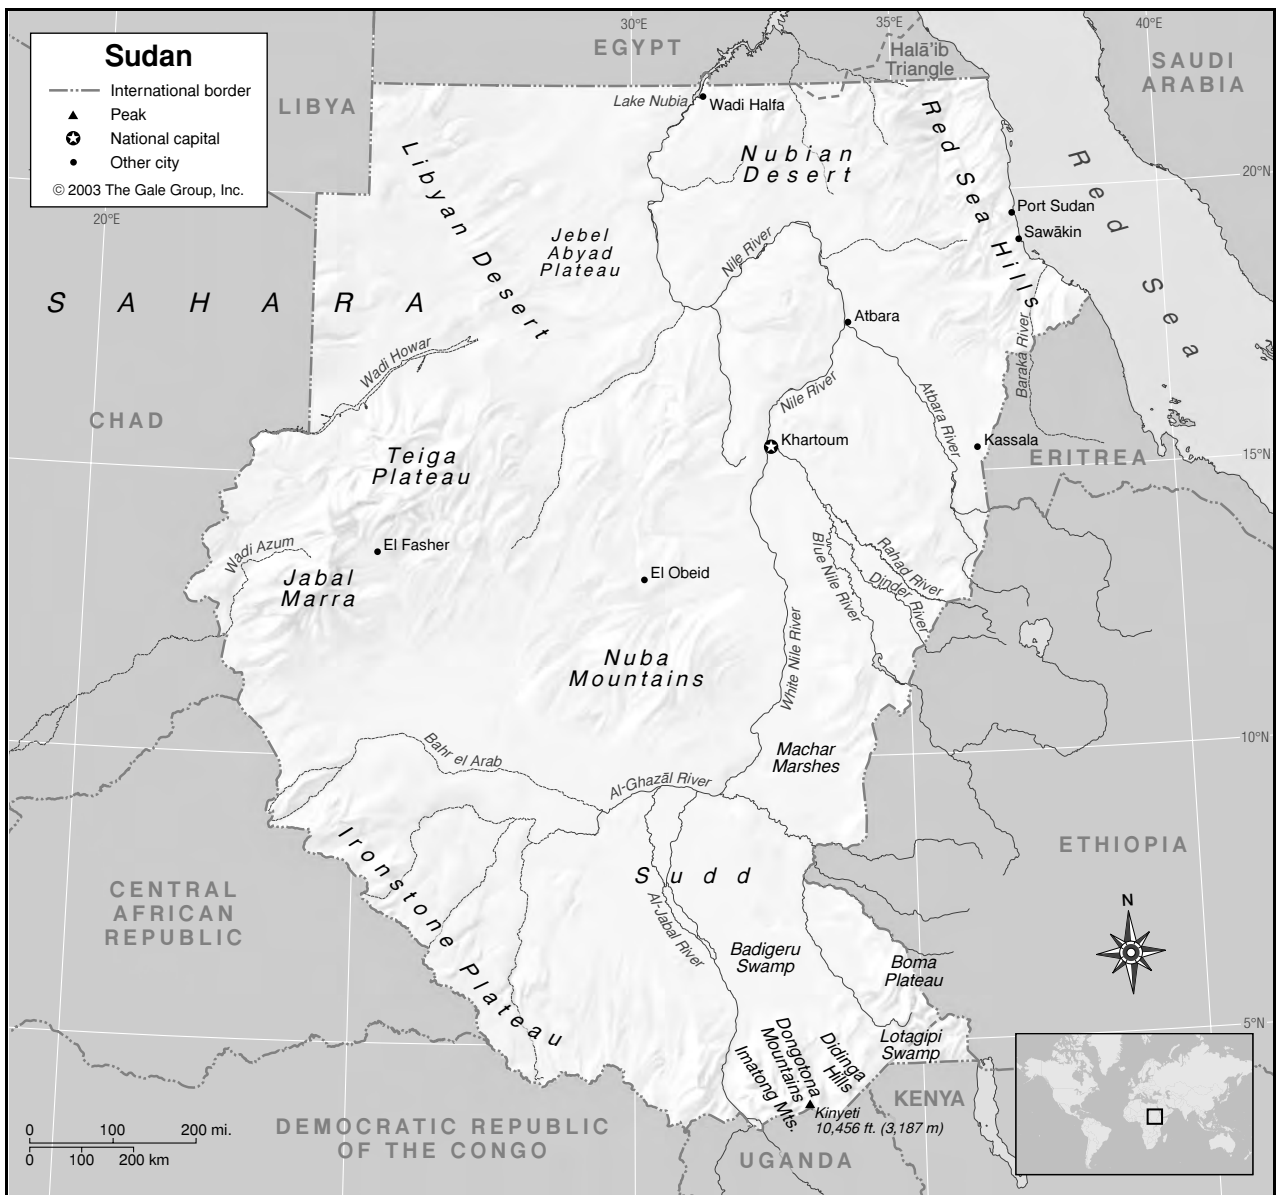 Sudan
International border
Peak
National capital
Other city
© 2003 The Gale Group, Inc.
30°E
35°E
40°E
EGYPT
Halā'ib
Triangle
SAUDI
ARABIA
LIBYA
Lake Nubia
Wadi Halfa
Nubian
Desert
Red Sea Hills
Red Sea
20°N
20°E
Libyan Desert
Port Sudan
Sawākin
Jebel
Abyad
Plateau
Nile River
SAHARA
Atbara
Wadi Howar
Baraka River
Nile River
Atbara River
CHAD
Khartoum
Kassala
ERITREA
15°N
Teiga
Plateau
Wadi Azum
El Fasher
Jabal
Marra
El Obeid
Blue Nile River
Rahad River
Dinder River
White Nile River
Nuba
Mountains
10°N
Bahr el Arab
Machar
Marshes
Al-Ghazāl River
Ironstone Plateau
Sudd
ETHIOPIA
CENTRAL
AFRICAN
REPUBLIC
Al-Jabal River
Badigeru
Swamp
Boma
Plateau
N
5°N
Lotagipi
Swamp
Didinga
Hills
Dongotona
Mountains
Imatong Mts.
Kinyeti
10,456 ft. (3,187 m)
KENYA
DEMOCRATIC REPUBLIC
OF THE CONGO
UGANDA
0 100 200 mi.
0 100 200 km